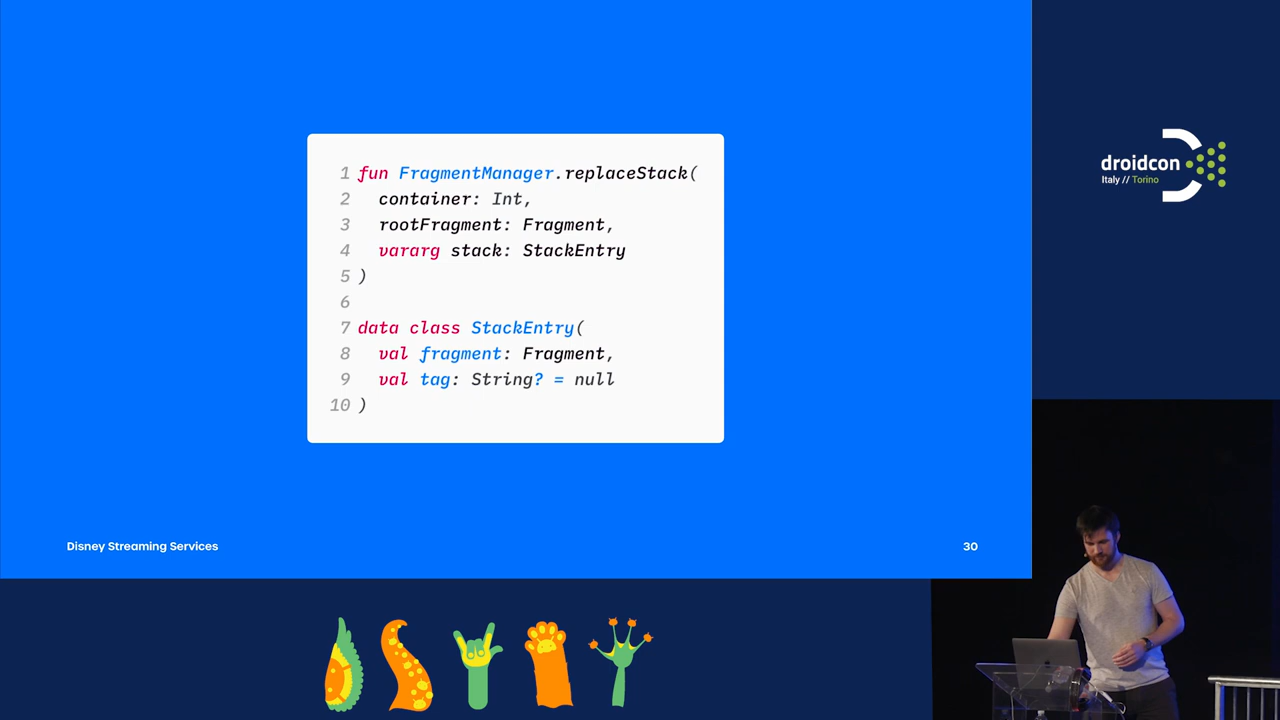 1 fun FragmentManager.replaceStack(
2 container: Int,
3 rootFragment: Fragment,
4 vararg stack: StackEntry
5 )
6
7 data class StackEntry(
8 val fragment: Fragment,
9 val tag: String? = null
10 )
Disney Streaming Services
30
droidcon
Italy // Torino